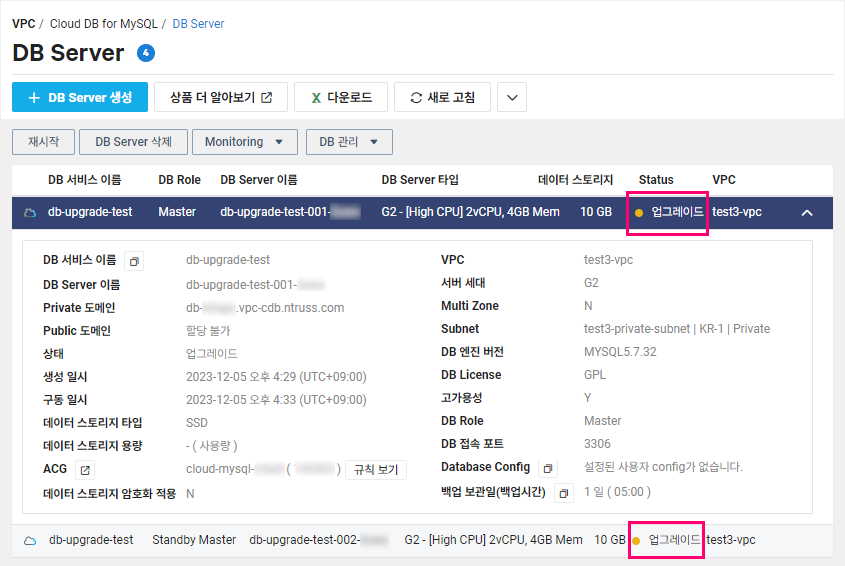 VPC / Cloud DB for MySQL / DB Server
DB Server 4
+ DB Server 생성 상품 더 알아보기 다운로드 새로 고침
재시작 DB Server 삭제 Monitoring DB 관리
DB 서비스 이름 DB Role DB Server 이름 DB Server 타입 데이터 스토리지 Status VPC
db-upgrade-test Master db-upgrade-test-001- G2 - [High CPU] 2vCPU, 4GB Mem 10 GB 업그레이드 test3-vpc
DB 서비스 이름 db-upgrade-test VPC test3-vpc
DB Server 이름 db-upgrade-test-001- 서버 세대 G2
Private 도메인 db- .vpc-cdb.ntruss.com Multi Zone N
Public 도메인 할당 불가 Subnet test3-private-subnet | KR-1 | Private
상태 업그레이드 DB 엔진 버전 MYSQL5.7.32
생성 일시 2023-12-05 오후 4:29 (UTC+09:00) DB License GPL
구동 일시 2023-12-05 오후 4:33 (UTC+09:00) 고가용성 Y
데이터 스토리지 타입 SSD DB Role Master
데이터 스토리지 용량 - ( 사용량 ) DB 접속 포트 3306
ACG cloud-mysql- ( ) 규칙 보기 Database Config 설정된 사용자 config가 없습니다.
데이터 스토리지 암호화 적용 N 백업 보관일(백업시간) 1 일 ( 05:00 )
db-upgrade-test Standby Master db-upgrade-test-002- G2 - [High CPU] 2vCPU, 4GB Mem 10 GB 업그레이드 test3-vpc